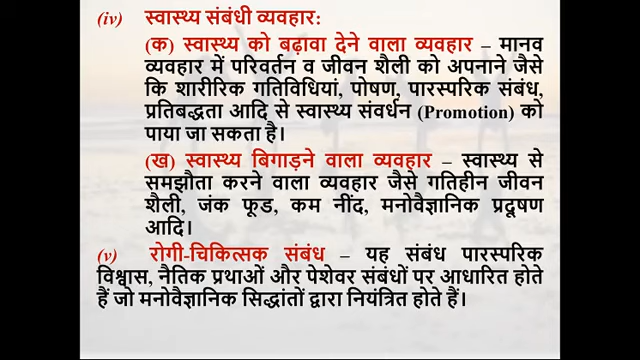 (iv) स्वास्थ्य संबंधी व्यवहार:
(क) स्वास्थ्य को बढ़ावा देने वाला व्यवहार – मानव
व्यवहार में परिवर्तन व जीवन शैली को अपनाने जैसे
कि शारीरिक गतिविधियां, पोषण, पारस्परिक संबंध,
प्रतिबद्धता आदि से स्वास्थ्य संवर्धन (Promotion) को
पाया जा सकता है।
(ख) स्वास्थ्य बिगाड़ने वाला व्यवहार – स्वास्थ्य से
समझौता करने वाला व्यवहार जैसे गतिहीन जीवन
शैली, जंक फूड, कम नींद, मनोवैज्ञानिक प्रदूषण
आदि।
(v) रोगी-चिकित्सक संबंध – यह संबंध पारस्परिक
विश्वास, नैतिक प्रथाओं और पेशेवर संबंधों पर आधारित होते
हैं जो मनोवैज्ञानिक सिद्धांतों द्वारा नियंत्रित होते हैं।